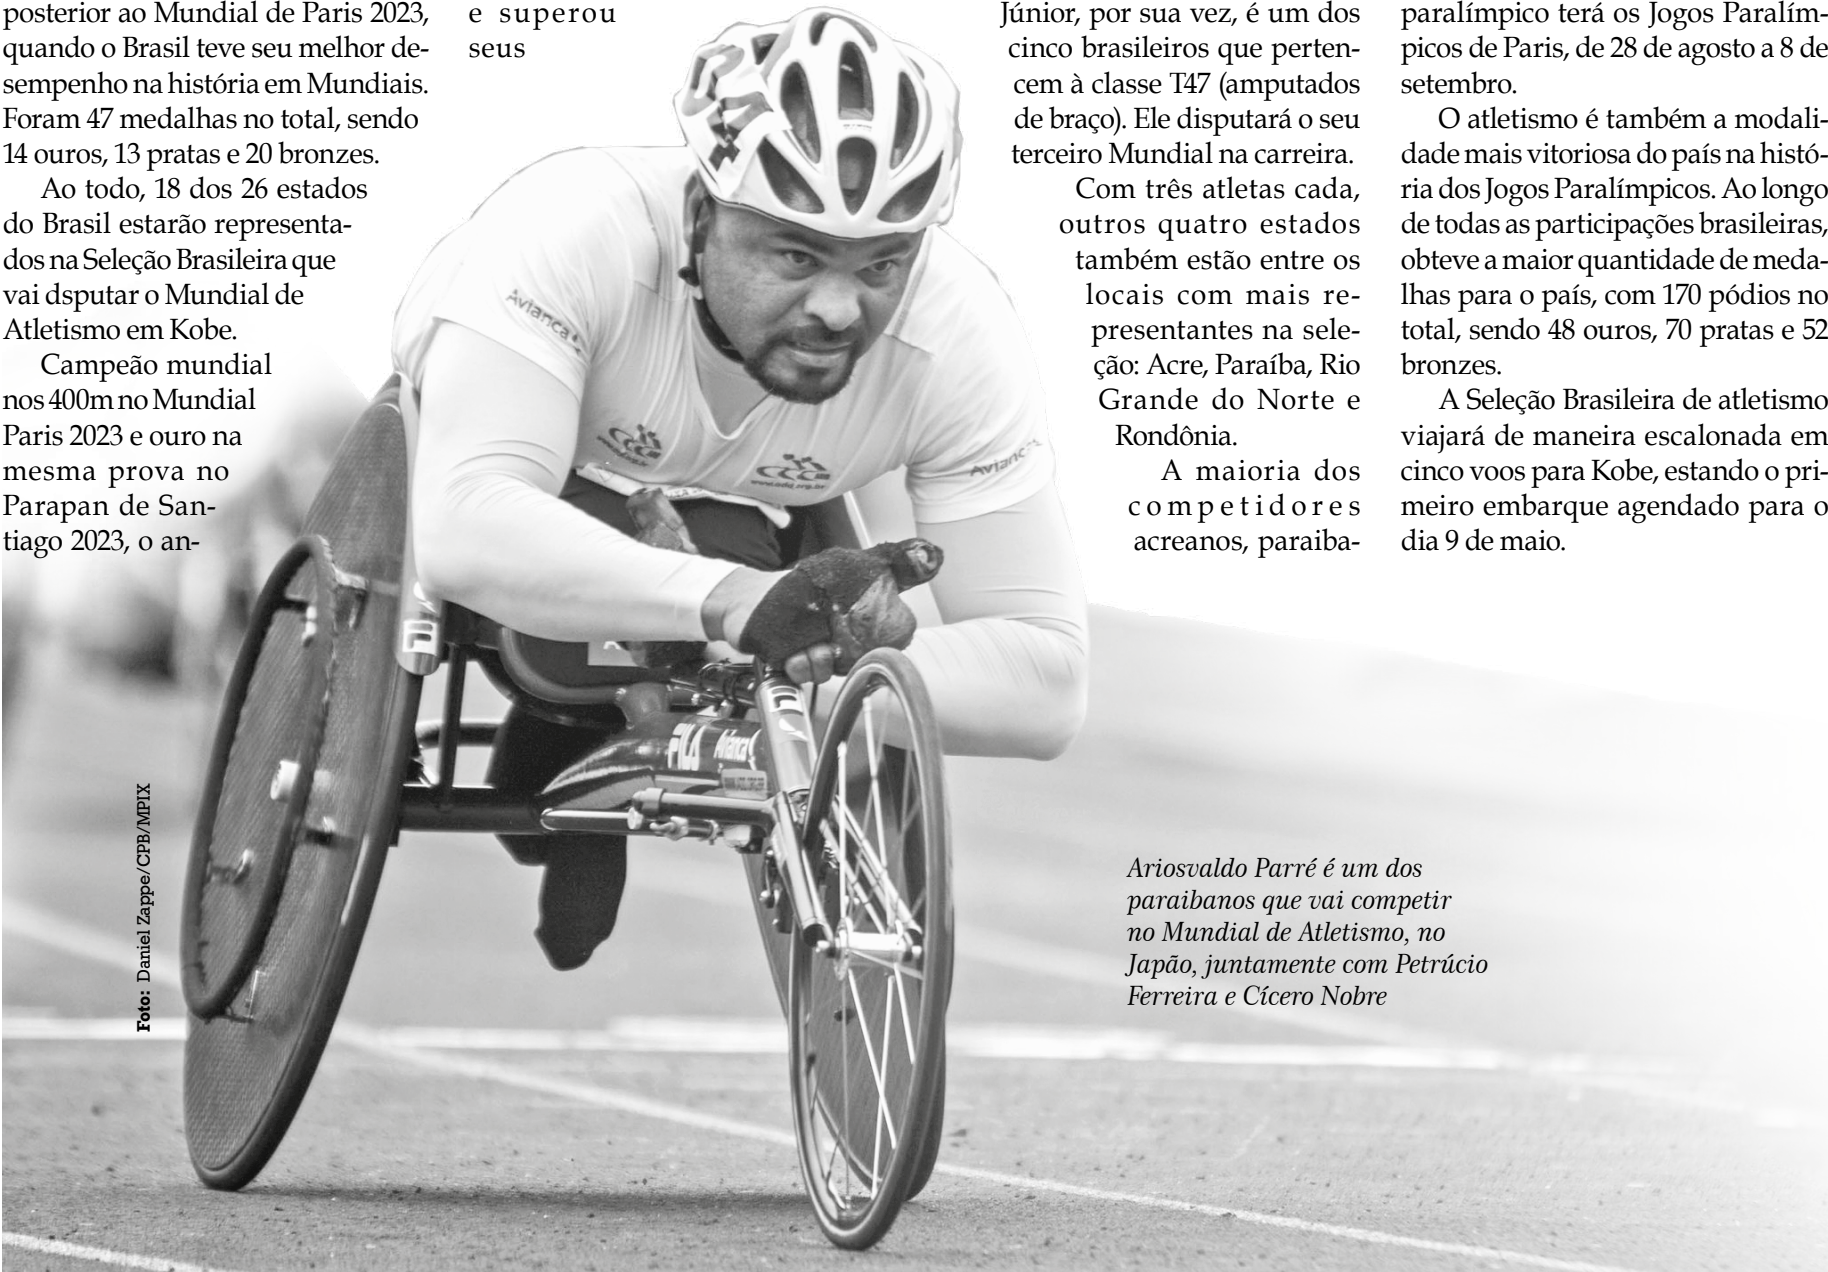 posterior ao Mundial de Paris 2023,
quando o Brasil teve seu melhor de-
sempenho na história em Mundiais.
Foram 47 medalhas no total, sendo
14 ouros, 13 pratas e 20 bronzes.
Ao todo, 18 dos 26 estados
do Brasil estarão representa-
dos na Seleção Brasileira que
vai dsputar o Mundial de
Atletismo em Kobe.
Campeão mundial
nos 400m no Mundial
Paris 2023 e ouro na
mesma prova no
Parapan de San-
tiago 2023, o an-
e superou
seus
Júnior, por sua vez, é um dos
cinco brasileiros que perten-
cem à classe T47 (amputados
de braço). Ele disputará o seu
terceiro Mundial na carreira.
Com três atletas cada,
outros quatro estados
também estão entre os
locais com mais re-
presentantes na sele-
ção: Acre, Paraíba, Rio
Grande do Norte e
Rondônia.
A maioria dos
competidores
acreanos, paraiba-
paralímpico terá os Jogos Paralím-
picos de Paris, de 28 de agosto a 8 de
setembro.
O atletismo é também a modali-
dade mais vitoriosa do país na histó-
ria dos Jogos Paralímpicos. Ao longo
de todas as participações brasileiras,
obteve a maior quantidade de meda-
lhas para o país, com 170 pódios no
total, sendo 48 ouros, 70 pratas e 52
bronzes.
A Seleção Brasileira de atletismo
viajará de maneira escalonada em
cinco voos para Kobe, estando o pri-
meiro embarque agendado para o
dia 9 de maio.
Avianca
Avianca
FILA
Avianca
Foto: Daniel Zappe/CPB/MPIX
Ariosvaldo Parré é um dos
paraibanos que vai competir
no Mundial de Atletismo, no
Japão, juntamente com Petrúcio
Ferreira e Cícero Nobre